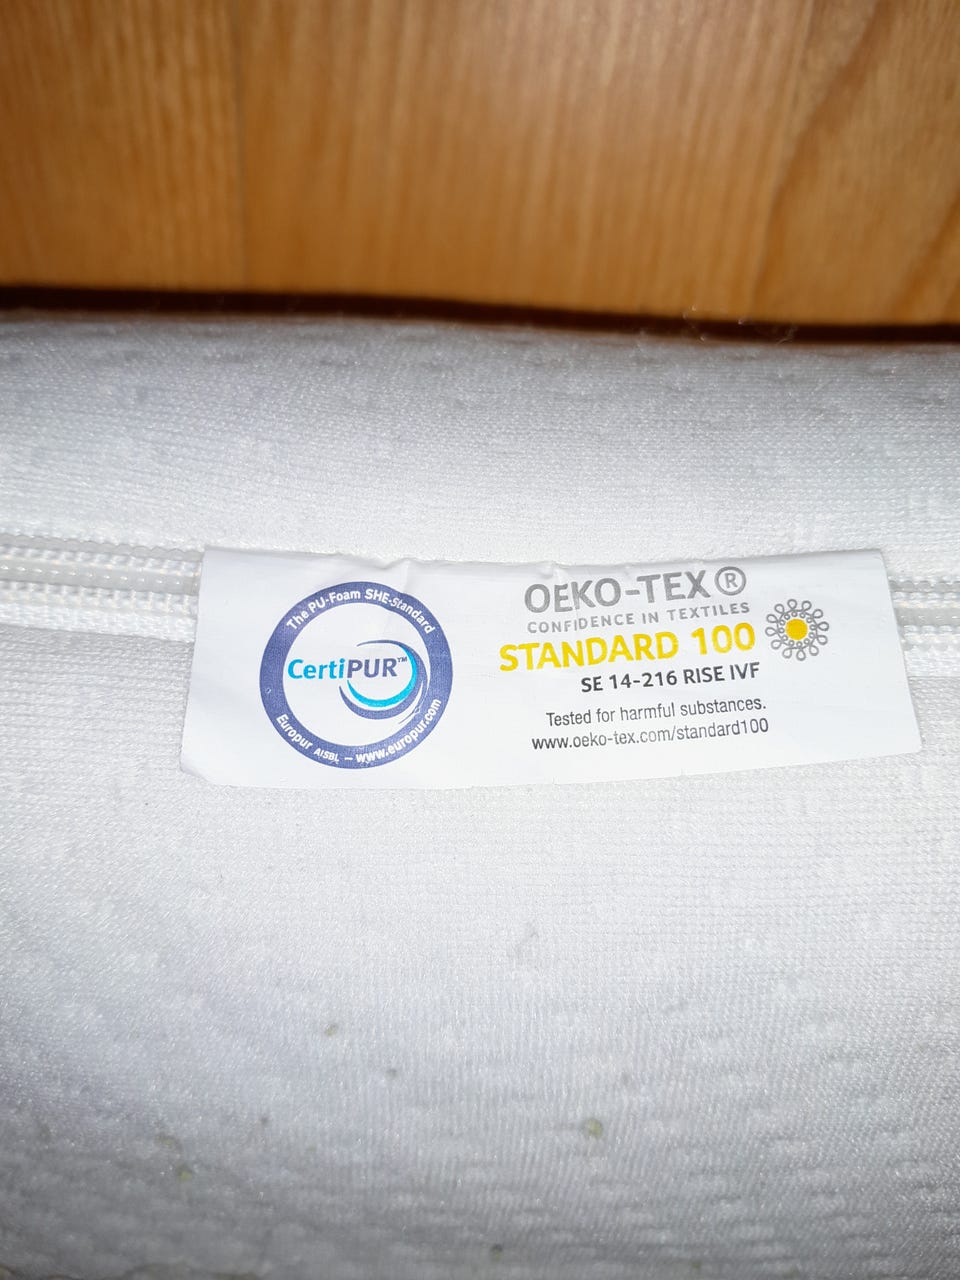 The PU-Foam SHE-Standard
CertiPUR™
Europur AISBL – www.europur.com
OEKO-TEX®
CONFIDENCE IN TEXTILES
STANDARD 100
SE 14-216 RISE IVF
Tested for harmful substances.
www.oeko-tex.com/standard100